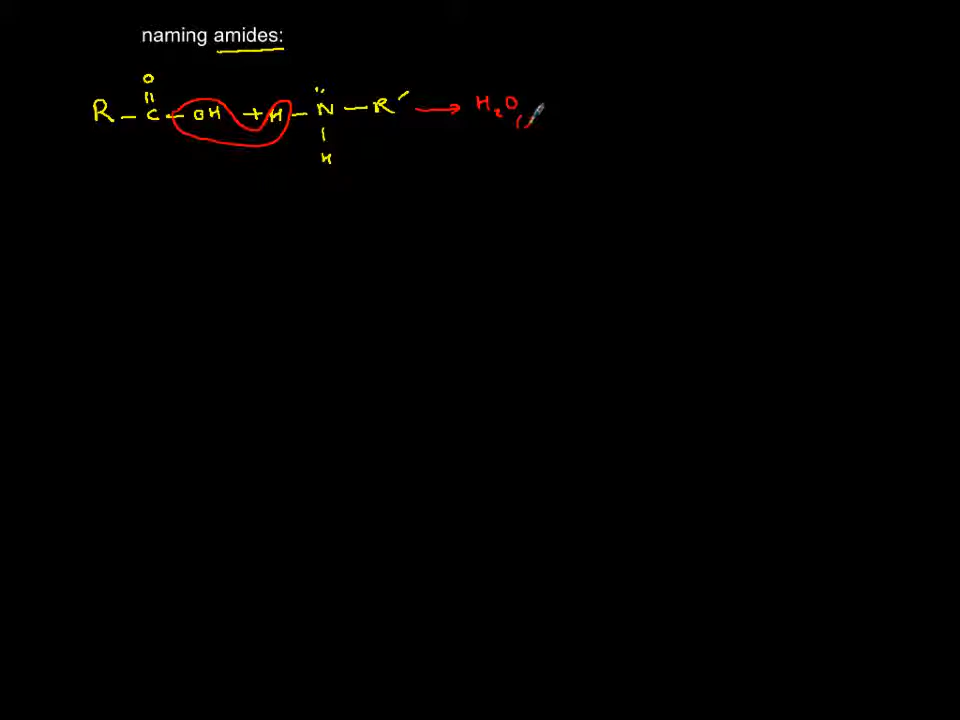 naming amides:
O
R - C - OH + H - N̈ - R′ → H₂O (
H